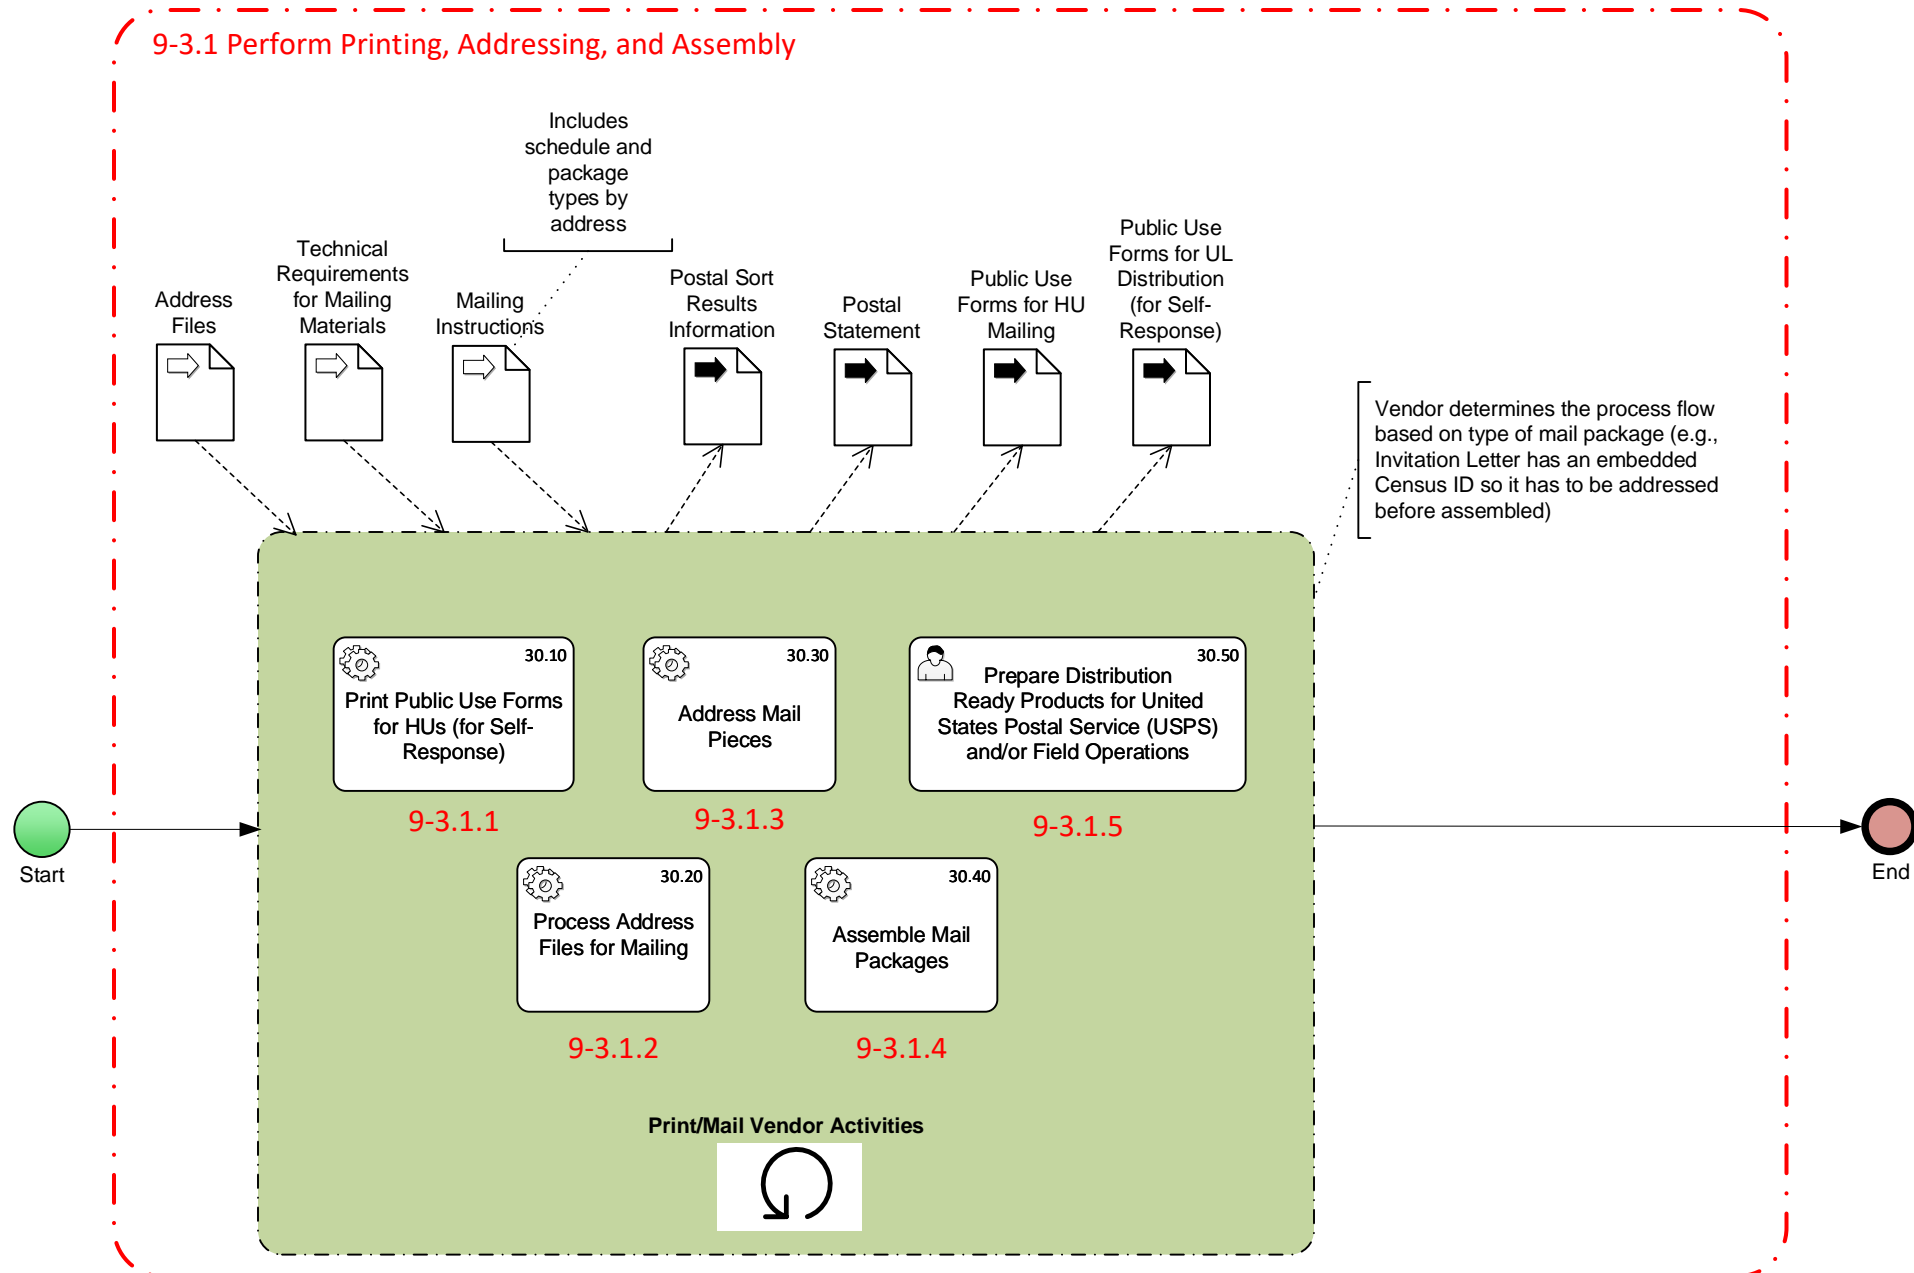 9-3.1 Perform Printing, Addressing, and Assembly
Includes
schedule and
package
types by
address
Address
Files
Technical
Requirements
for Mailing
Materials
Mailing
Instructions
Postal Sort
Results
Information
Postal
Statement
Public Use
Forms for HU
Mailing
Public Use
Forms for UL
Distribution
(for Self-
Response)
Vendor determines the process flow
based on type of mail package (e.g.,
Invitation Letter has an embedded
Census ID so it has to be addressed
before assembled)
30.10
Print Public Use Forms
for HUs (for Self-
Response)
9-3.1.1
30.30
Address Mail
Pieces
9-3.1.3
30.50
Prepare Distribution
Ready Products for United
States Postal Service (USPS)
and/or Field Operations
9-3.1.5
Start
End
30.20
Process Address
Files for Mailing
9-3.1.2
30.40
Assemble Mail
Packages
9-3.1.4
Print/Mail Vendor Activities